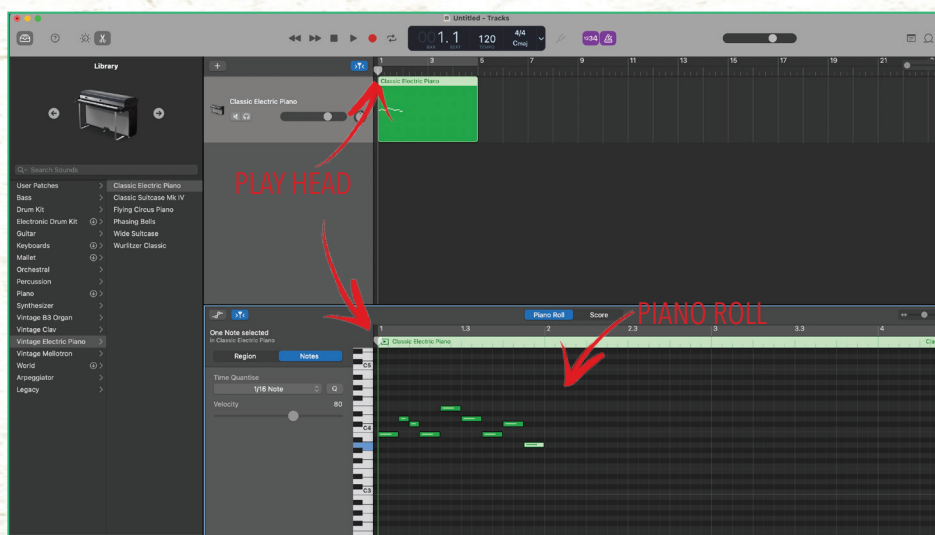 Untitled - Tracks
001.1
BAR BEAT
120
TEMPO
4/4
Cmaj
1234
Library
1 3 5 7 9 11 13 15 17 19 21
Classic Electric Piano
Classic Electric Piano
Search Sounds
User Patches
Bass
Drum Kit
Electronic Drum Kit
Guitar
Keyboards
Mallet
Orchestral
Percussion
Piano
Synthesizer
Vintage B3 Organ
Vintage Clav
Vintage Electric Piano
Vintage Mellotron
World
Arpeggiator
Legacy
Classic Electric Piano
Classic Suitcase Mk IV
Flying Circus Piano
Phasing Bells
Wide Suitcase
Wurlitzer Classic
PLAY HEAD
Piano Roll Score
PIANO ROLL
One Note selected
in Classic Electric Piano
Region Notes
Time Quantise
1/16 Note Q
Velocity 80
1 1.3 2 2.3 3 3.3 4
Classic Electric Piano Cla
C5
C4
C3